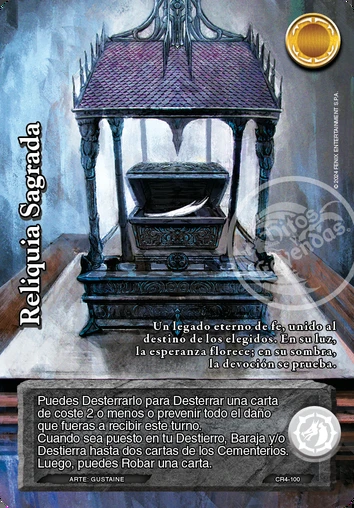 Reliquia Sagrada
© 2024 FENIX ENTERTAINMENT S.P.A.
Mitos
Leyendas
Un legado eterno de fe, unido al
destino de los elegidos. En su luz,
la esperanza florece; en su sombra,
la devoción se prueba.
Puedes Desterrarlo para Desterrar una carta
de coste 2 o menos o prevenir todo el daño
que fueras a recibir este turno.
Cuando sea puesto en tu Destierro, Baraja y/o
Destierra hasta dos cartas de los Cementerios.
Luego, puedes Robar una carta.
ARTE: GUSTAINE
CR4-100